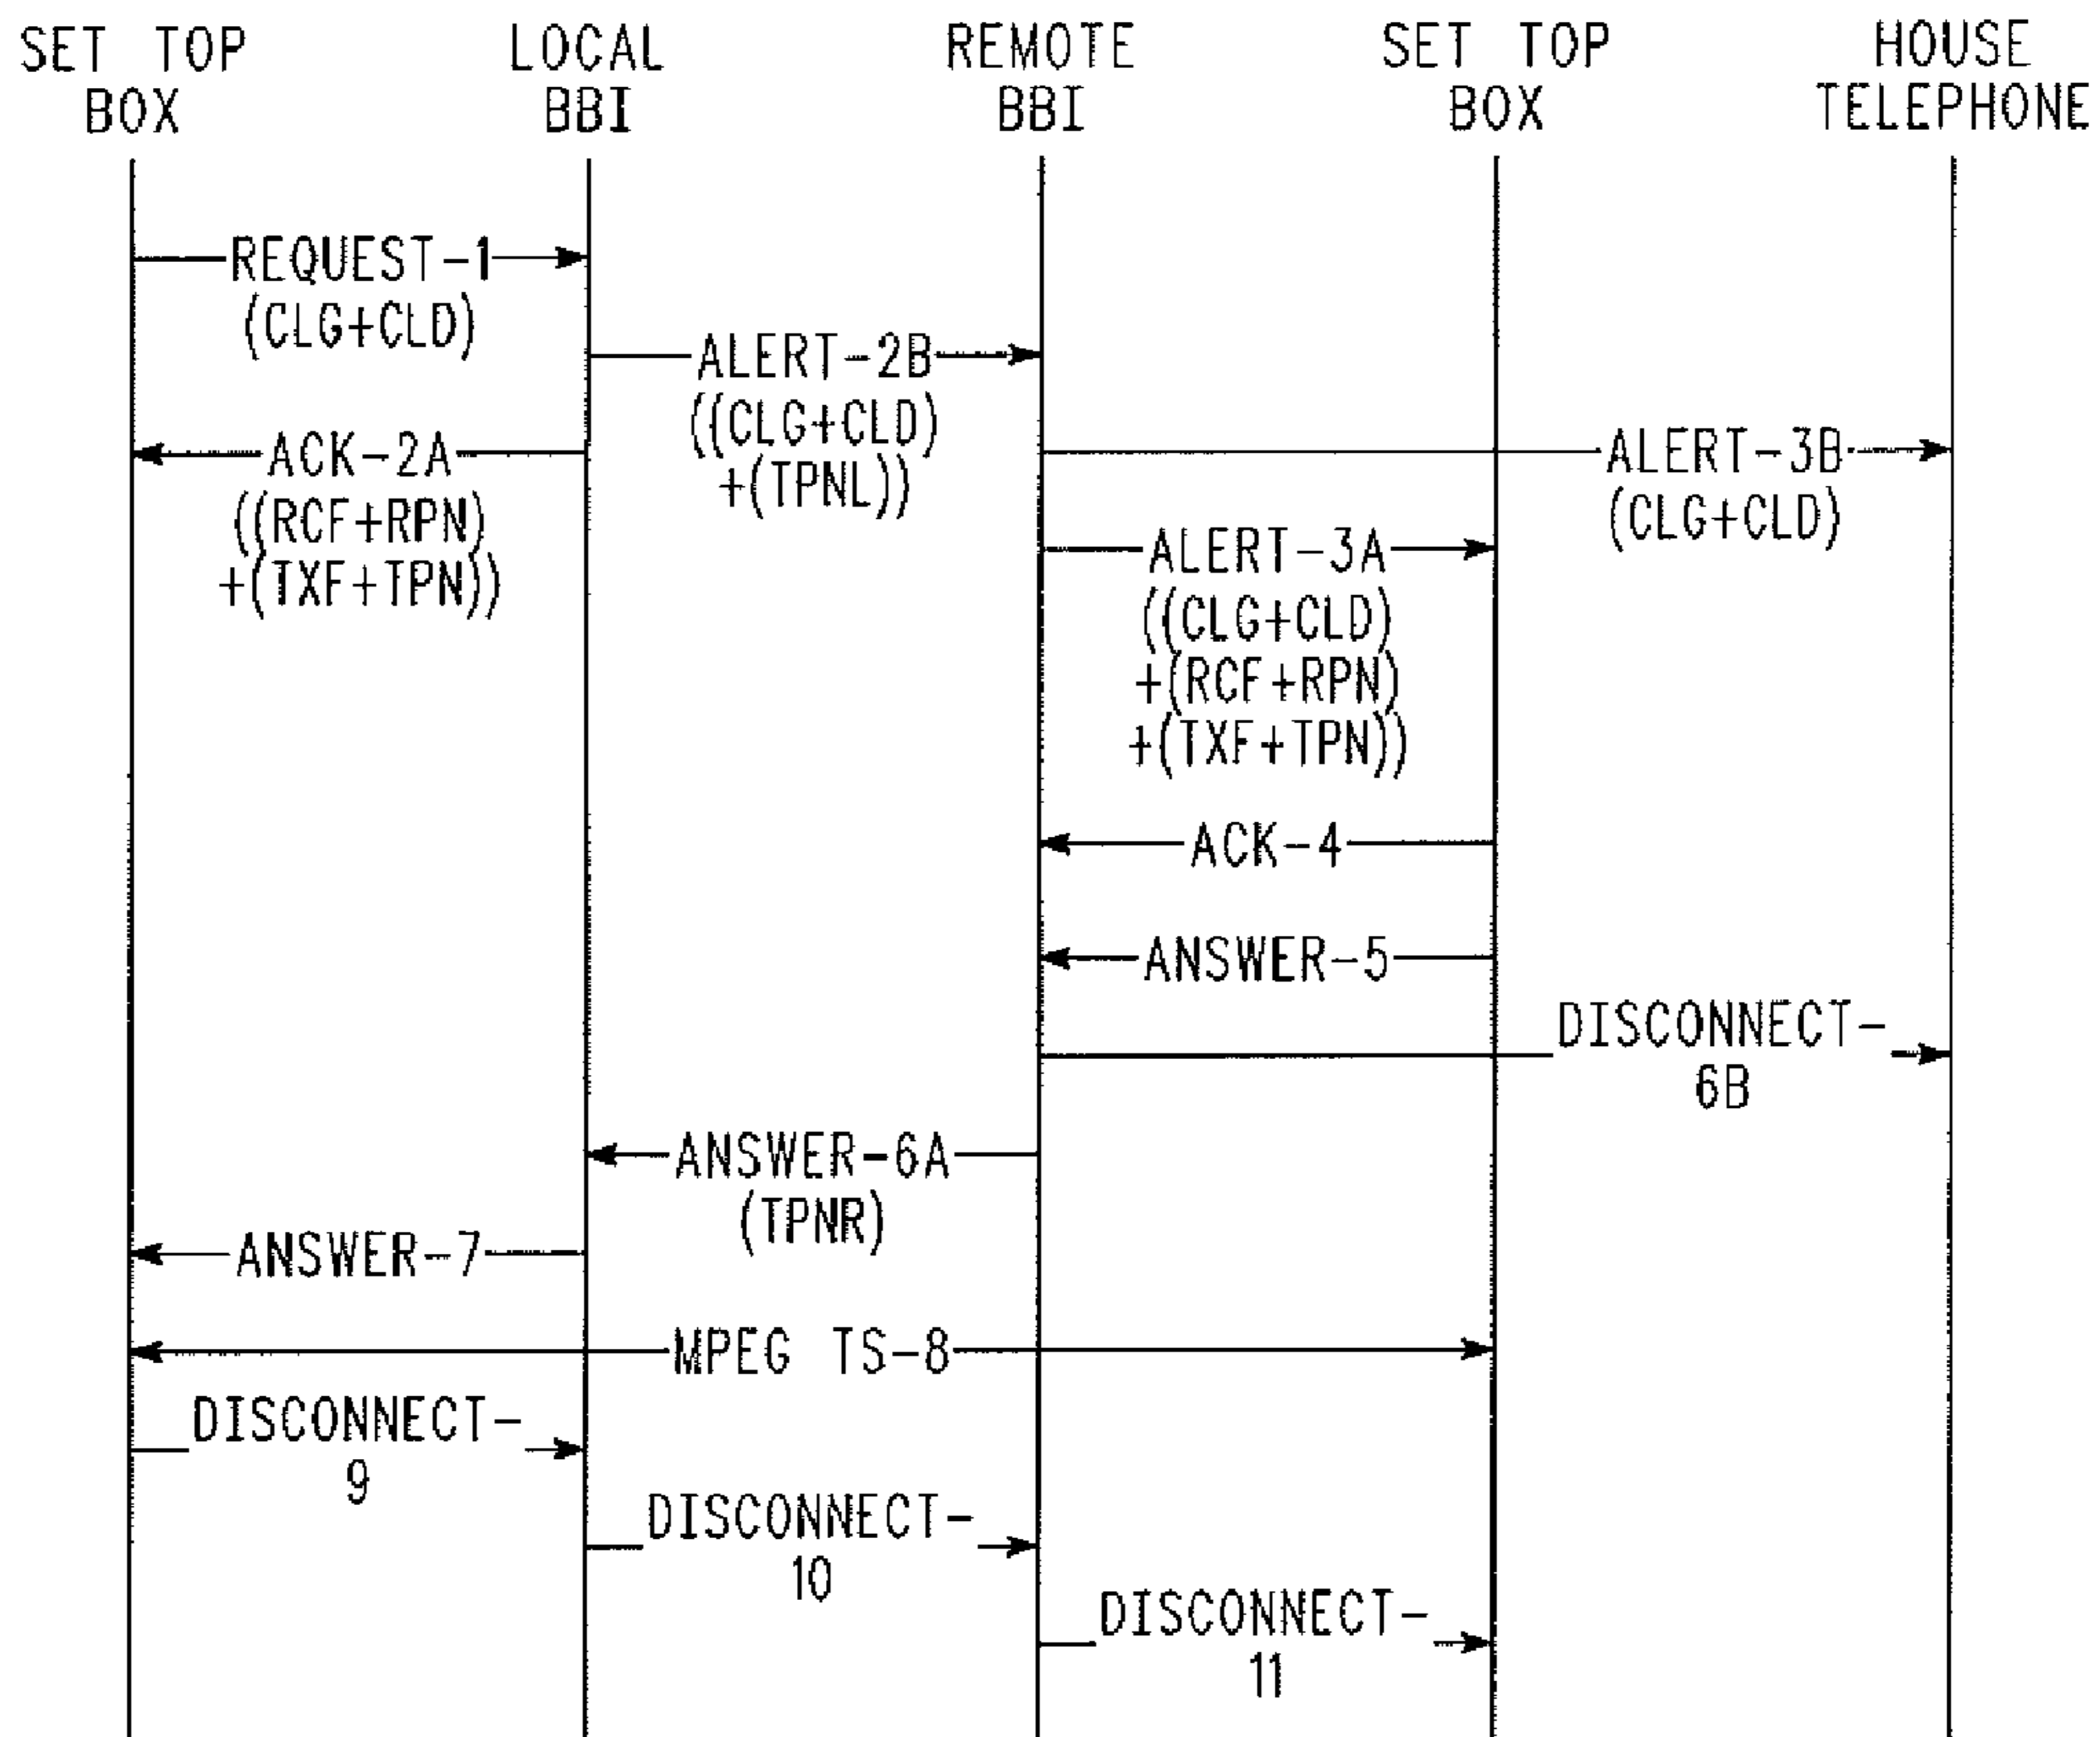 SET TOP
BOX
LOCAL
BBI
REMOTE
BBI
SET TOP
BOX
HOUSE
TELEPHONE
REQUEST-1
(CLG+CLD)
ALERT-2B
((CLG+CLD)
+(TPNL))
ACK-2A
((RCF+RPN)
+(TXF+TPN))
ALERT-3B
(CLG+CLD)
ALERT-3A
((CLG+CLD)
+(RCF+RPN)
+(TXF+TPN))
ACK-4
ANSWER-5
DISCONNECT-
6B
ANSWER-6A
(TPNR)
ANSWER-7
MPEG TS-8
DISCONNECT-
9
DISCONNECT-
10
DISCONNECT-
11